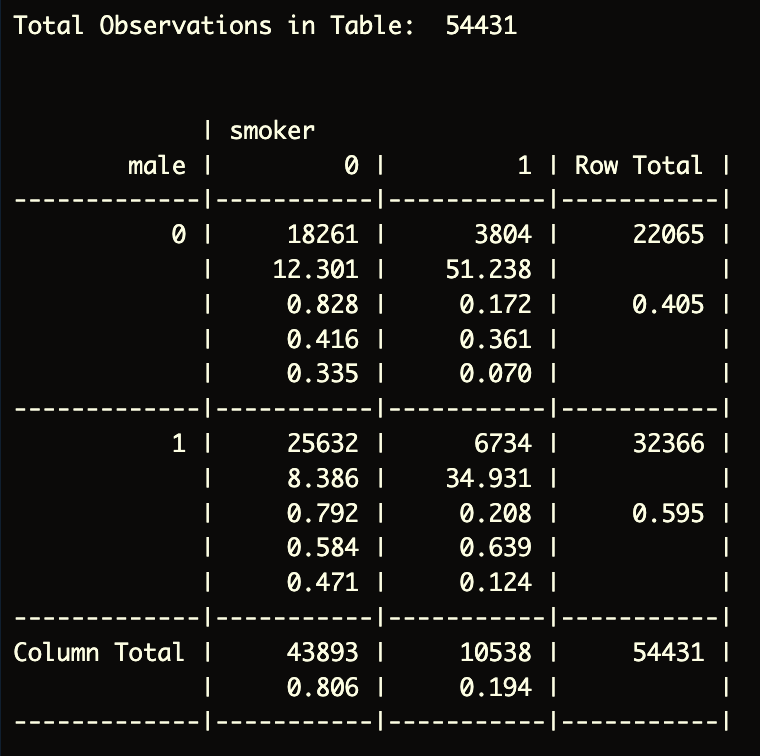 Total Observations in Table:  54431
             | smoker
        male |         0 |         1 | Row Total |
-------------|-----------|-----------|-----------|
           0 |     18261 |      3804 |     22065 |
             |    12.301 |    51.238 |           |
             |     0.828 |     0.172 |     0.405 |
             |     0.416 |     0.361 |           |
             |     0.335 |     0.070 |           |
-------------|-----------|-----------|-----------|
           1 |     25632 |      6734 |     32366 |
             |     8.386 |    34.931 |           |
             |     0.792 |     0.208 |     0.595 |
             |     0.584 |     0.639 |           |
             |     0.471 |     0.124 |           |
-------------|-----------|-----------|-----------|
Column Total |     43893 |     10538 |     54431 |
             |     0.806 |     0.194 |           |
-------------|-----------|-----------|-----------|